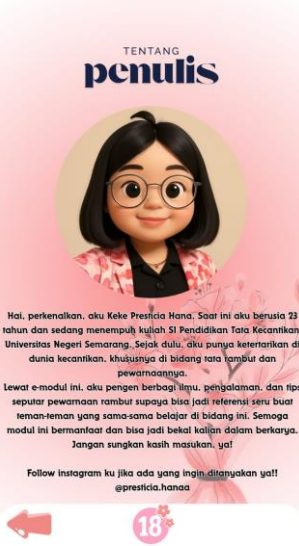 TENTANG
penulis
Hai, perkenalkan, aku Keke Presticia Hana. Saat ini aku berusia 23
tahun dan sedang menempuh kuliah S1 Pendidikan Tata Kecantikan
Universitas Negeri Semarang. Sejak dulu, aku punya ketertarikan di
dunia kecantikan, khususnya di bidang tata rambut dan
pewarnaannya.
Lewat e-modul ini, aku pengen berbagi ilmu, pengalaman, dan tips
seputar pewarnaan rambut supaya bisa jadi referensi seru buat
teman-teman yang sama-sama belajar di bidang ini. Semoga
modul ini bermanfaat dan bisa jadi bekal kalian dalam berkarya.
Jangan sungkan kasih masukan, ya!
Follow instagram ku jika ada yang ingin ditanyakan ya!!
@presticia.hanaa
18